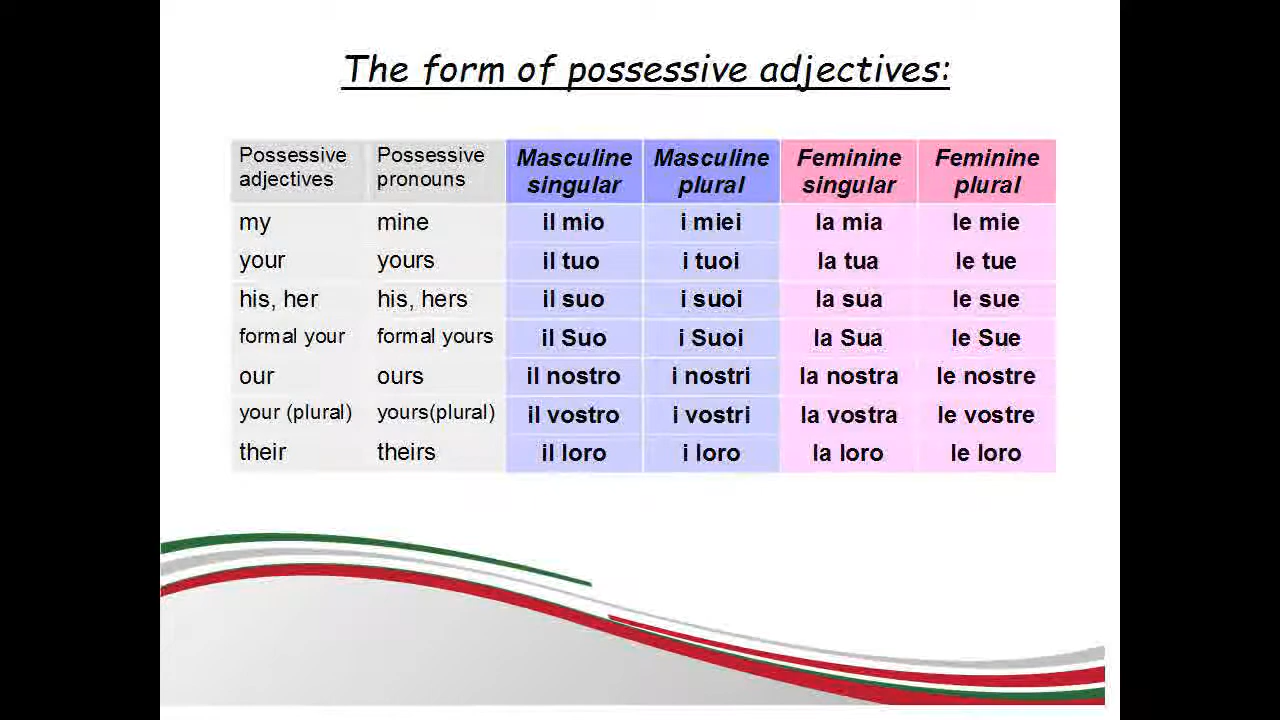 The form of possessive adjectives:
Possessive adjectives Possessive pronouns Masculine singular Masculine plural Feminine singular Feminine plural
my mine il mio i miei la mia le mie
your yours il tuo i tuoi la tua le tue
his, her his, hers il suo i suoi la sua le sue
formal your formal yours il Suo i Suoi la Sua le Sue
our ours il nostro i nostri la nostra le nostre
your (plural) yours(plural) il vostro i vostri la vostra le vostre
their theirs il loro i loro la loro le loro